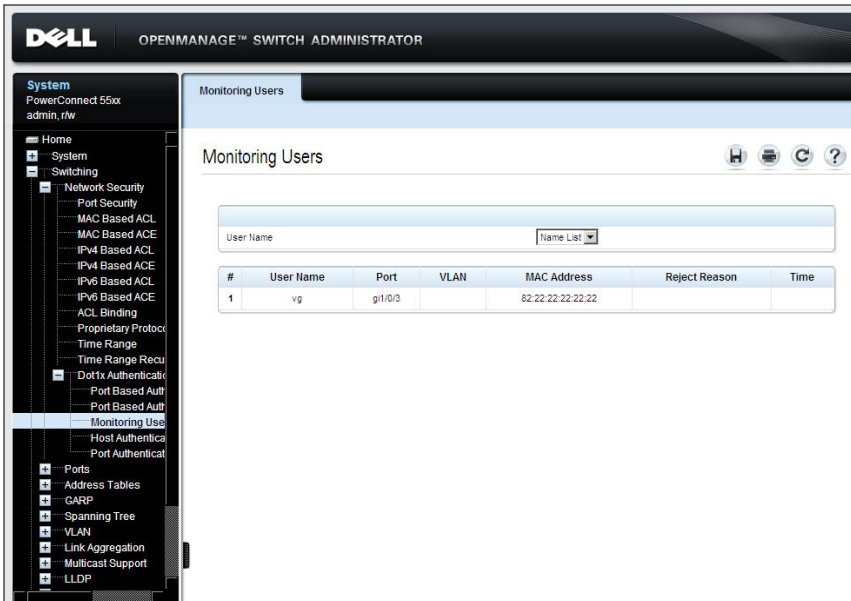 DELL
OPENMANAGE™ SWITCH ADMINISTRATOR
System
PowerConnect 55xx
admin, r/w
Home
System
Switching
Network Security
Port Security
MAC Based ACL
MAC Based ACE
IPv4 Based ACL
IPv4 Based ACE
IPv6 Based ACL
IPv6 Based ACE
ACL Binding
Proprietary Protoco
Time Range
Time Range Recu
Dot1x Authenticatio
Port Based Auth
Port Based Auth
Monitoring Use
Host Authentica
Port Authenticat
Ports
Address Tables
GARP
Spanning Tree
VLAN
Link Aggregation
Multicast Support
LLDP
Monitoring Users
Monitoring Users
?
User Name Name List
# User Name Port VLAN MAC Address Reject Reason Time
1 vg gi1/0/3 82:22:22:22:22:22